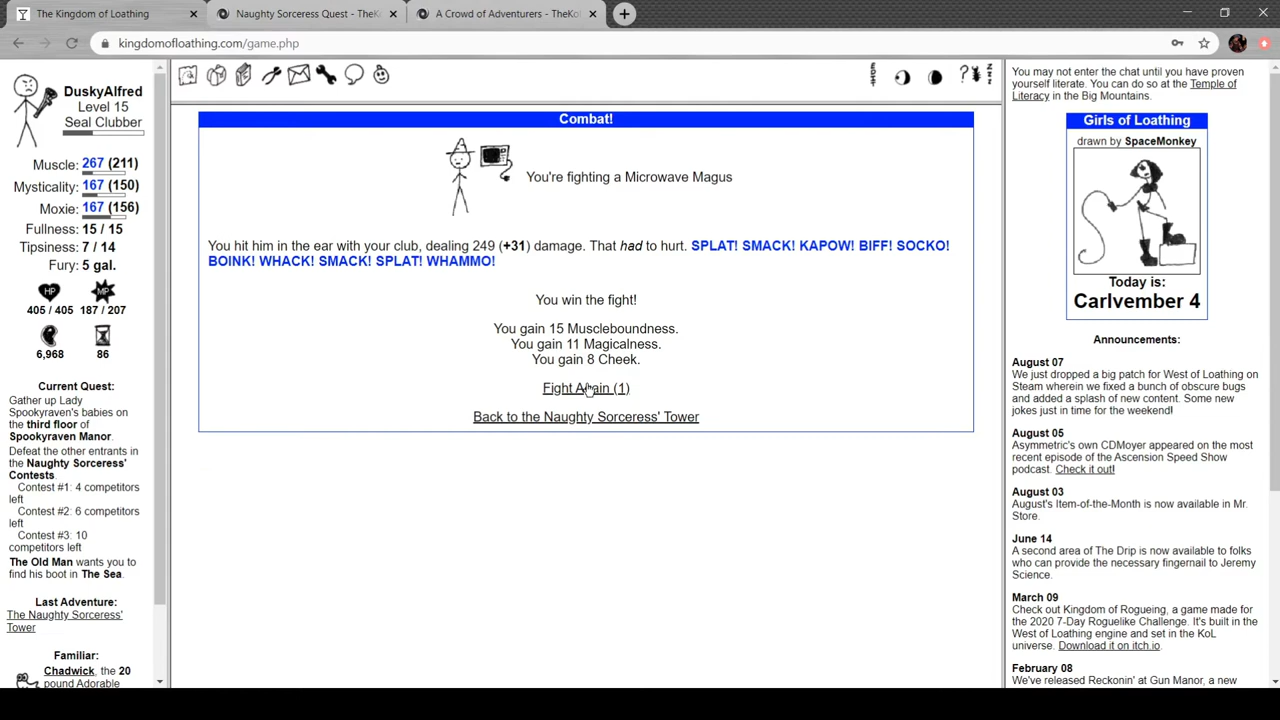 The Kingdom of Loathing
Naughty Sorceress Quest - TheK
A Crowd of Adventurers - TheKo
kingdomofloathing.com/game.php
DuskyAlfred
Level 15
Seal Clubber
Muscle: 267 (211)
Mysticality: 167 (150)
Moxie: 167 (156)
Fullness: 15 / 15
Tipsiness: 7 / 14
Fury: 5 gal.
HP MP
405 / 405 187 / 207
6,968 86
Current Quest:
Gather up Lady
Spookyraven's babies on
the third floor of
Spookyraven Manor.
Defeat the other entrants in
the Naughty Sorceress'
Contests
Contest #1: 4 competitors
left
Contest #2: 6 competitors
left
Contest #3: 10
competitors left
The Old Man wants you to
find his boot in The Sea.
Last Adventure:
The Naughty Sorceress'
Tower
Familiar:
Chadwick, the 20
pound Adorable
Combat!
You're fighting a Microwave Magus
You hit him in the ear with your club, dealing 249 (+31) damage. That had to hurt. SPLAT! SMACK! KAPOW! BIFF! SOCKO!
BOINK! WHACK! SMACK! SPLAT! WHAMMO!
You win the fight!
You gain 15 Muscleboundness.
You gain 11 Magicalness.
You gain 8 Cheek.
Fight Again (1)
Back to the Naughty Sorceress' Tower
You may not enter the chat until you have proven
yourself literate. You can do so at the Temple of
Literacy in the Big Mountains.
Girls of Loathing
drawn by SpaceMonkey
Today is:
Carlvember 4
Announcements:
August 07
We just dropped a big patch for West of Loathing on
Steam wherein we fixed a bunch of obscure bugs
and added a splash of new content. Some new
jokes just in time for the weekend!
August 05
Asymmetric's own CDMoyer appeared on the most
recent episode of the Ascension Speed Show
podcast. Check it out!
August 03
August's Item-of-the-Month is now available in Mr.
Store.
June 14
A second area of The Drip is now available to folks
who can provide the necessary fingernail to Jeremy
Science.
March 09
Check out Kingdom of Rogueing, a game made for
the 2020 7-Day Roguelike Challenge. It's built in the
West of Loathing engine and set in the KoL
universe. Download it on itch.io.
February 08
We've released Reckonin' at Gun Manor, a new